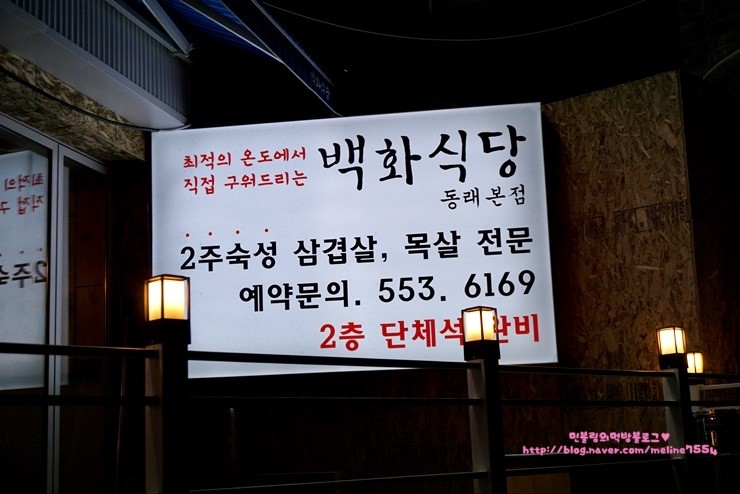 최적의 온도에서
직접 구워드리는
백화식당
동래본점
2주숙성 삼겹살, 목살 전문
예약문의. 553. 6169
2층 단체석
민블링의먹방블로그♥
http://blog.naver.com/meline7554